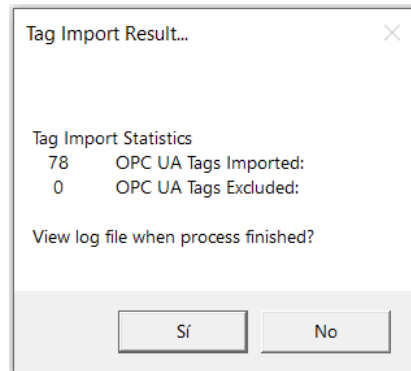 Tag Import Result...
Tag Import Statistics
78 OPC UA Tags Imported:
0 OPC UA Tags Excluded:
View log file when process finished?
Sí No